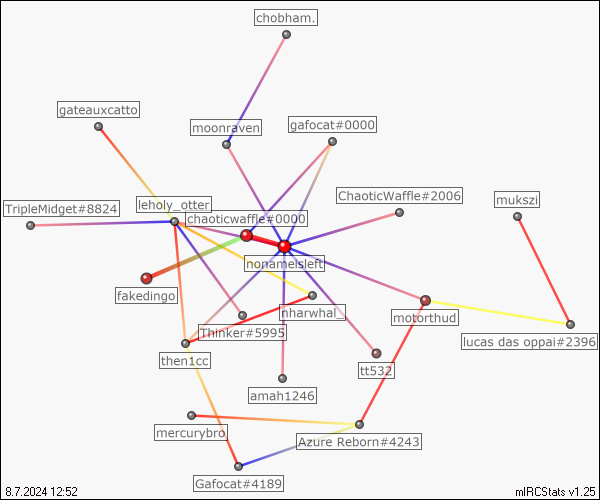 chobham.
gateauxcatto
moonraven
gafocat#0000
leholy_otter
ChaoticWaffle#2006
mukszi
TripleMidget#8824
chaoticwaffle#0000
nonameisleft
fakedingo
nharwhal_
motorthud
Thinker#5995
lucas das oppai#2396
then1cc
tt532
amah1246
mercurybro
Azure Reborn#4243
Gafocat#4189
8.7.2024 12:52
mIRCStats v1.25